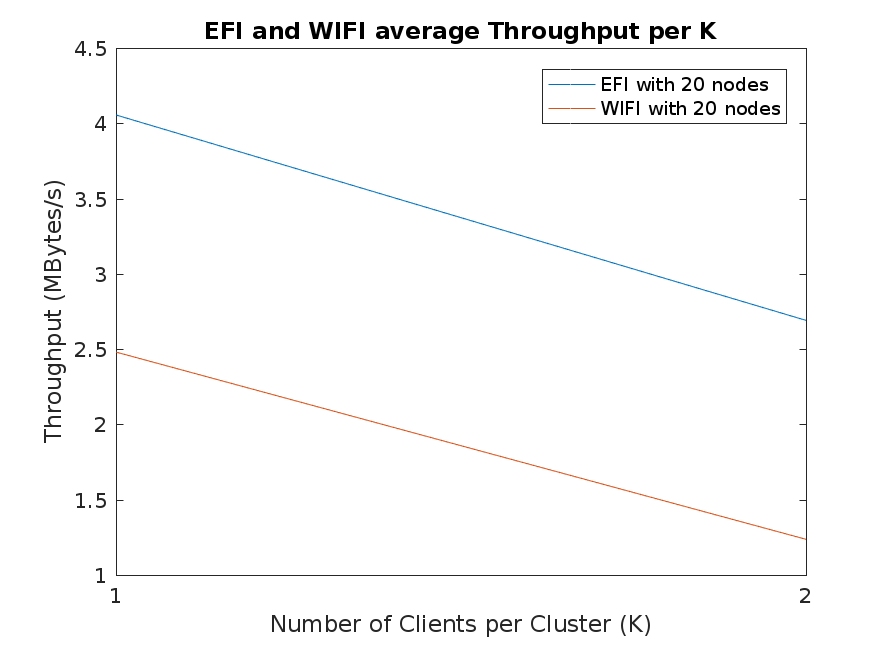 EFI and WIFI average Throughput per K
EFI with 20 nodes
WIFI with 20 nodes
Throughput (MBytes/s)
4.5
4
3.5
3
2.5
2
1.5
1
1
2
Number of Clients per Cluster (K)